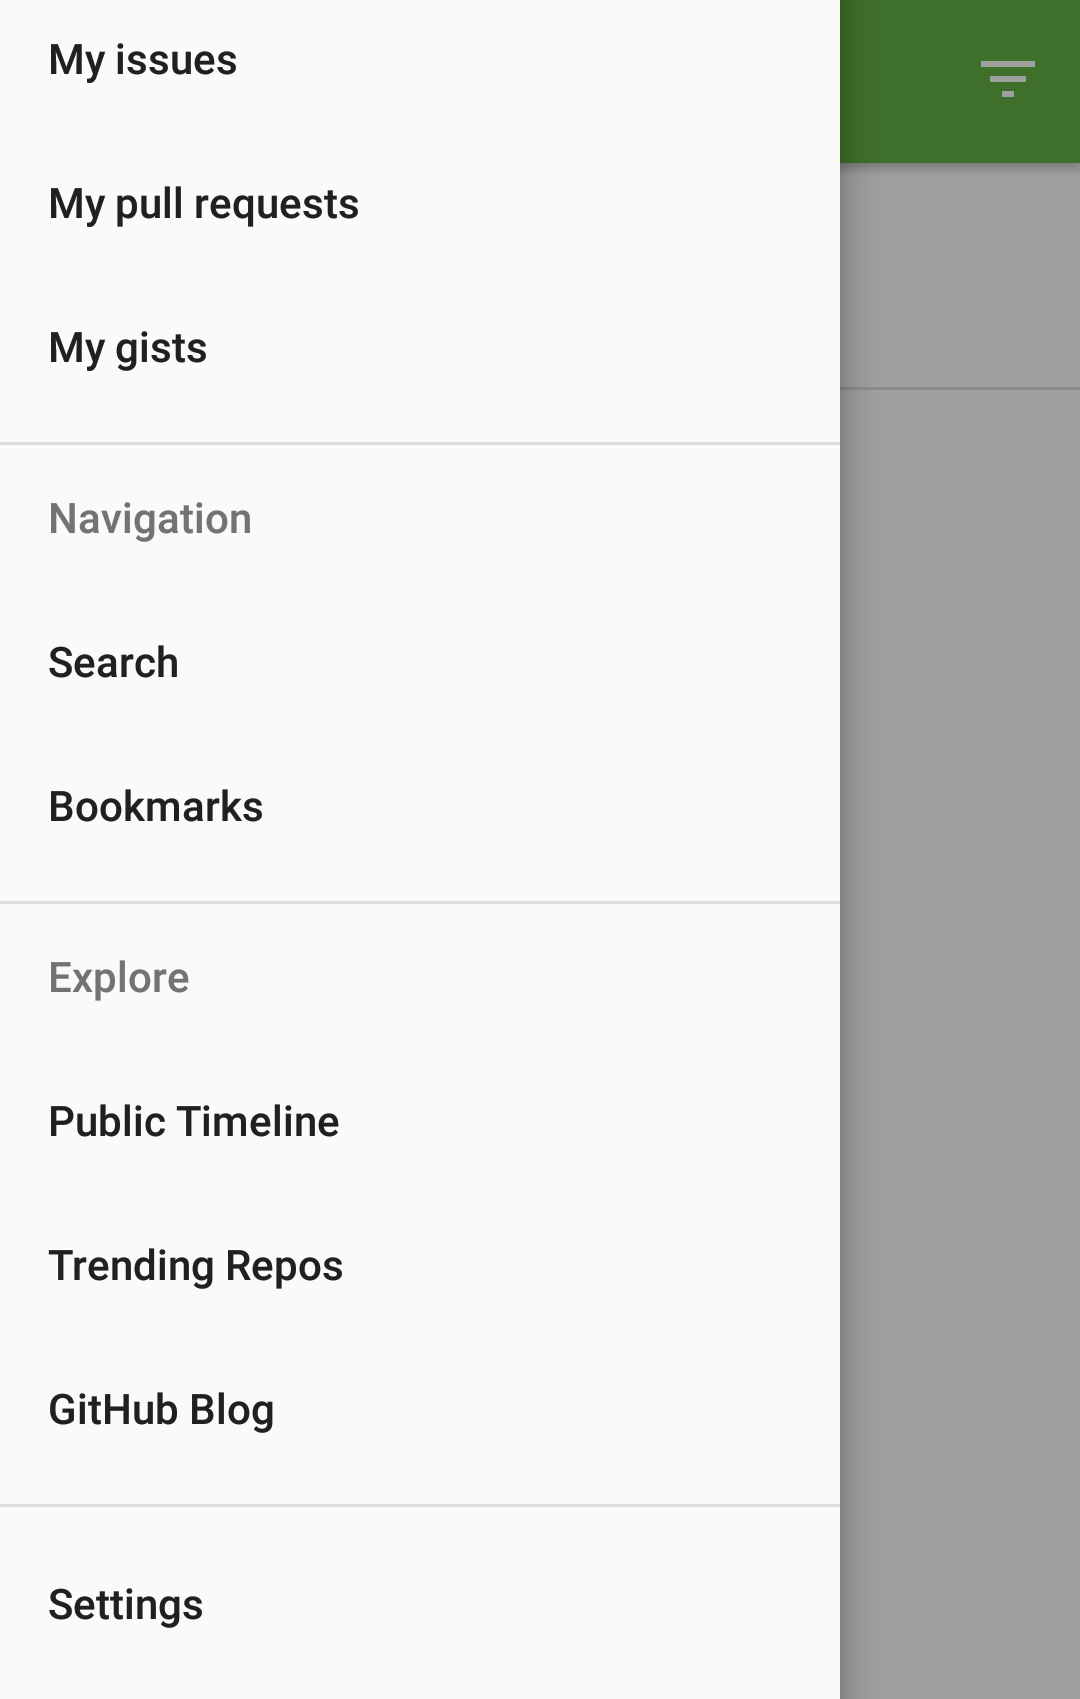 My issues
My pull requests
My gists
Navigation
Search
Bookmarks
Explore
Public Timeline
Trending Repos
GitHub Blog
Settings